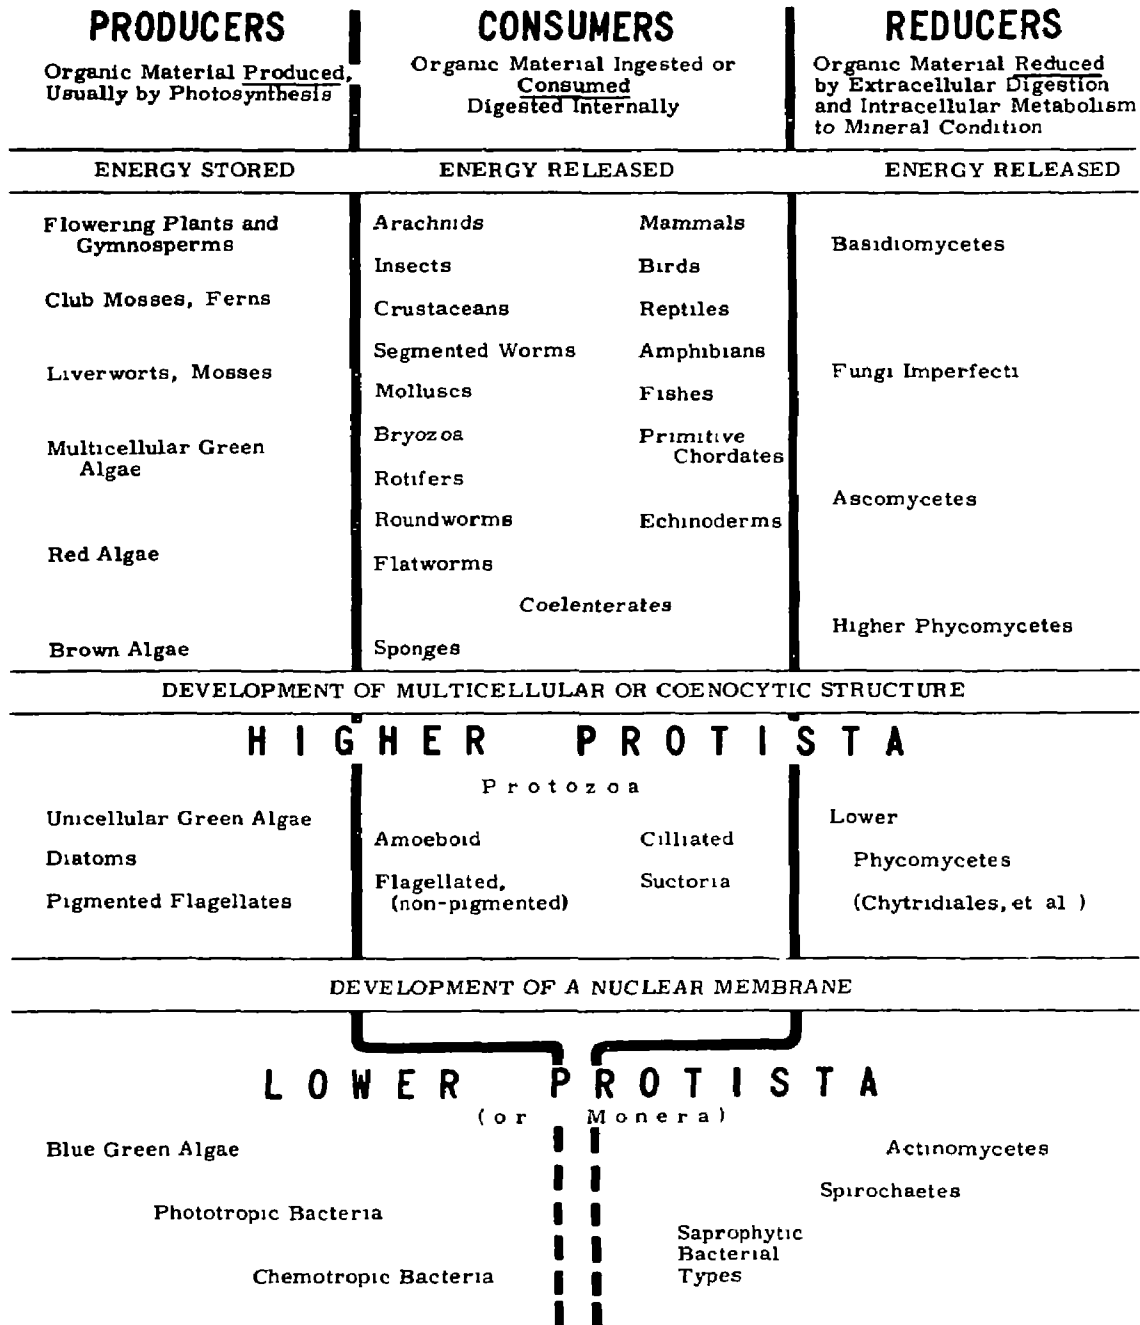 PRODUCERS
Organic Material Produced,
Usually by Photosynthesis
CONSUMERS
Organic Material Ingested or
Consumed
Digested Internally
REDUCERS
Organic Material Reduced
by Extracellular Digestion
and Intracellular Metabolism
to Mineral Condition
ENERGY STORED
ENERGY RELEASED
ENERGY RELEASED
Flowering Plants and
Gymnosperms
Club Mosses, Ferns
Liverworts, Mosses
Multicellular Green
Algae
Red Algae
Brown Algae
Arachnids
Insects
Crustaceans
Segmented Worms
Molluscs
Bryozoa
Rotifers
Roundworms
Flatworms
Mammals
Birds
Reptiles
Amphibians
Fishes
Primitive
Chordates
Echinoderms
Coelenterates
Sponges
Basidiomycetes
Fungi Imperfecti
Ascomycetes
Higher Phycomycetes
DEVELOPMENT OF MULTICELLULAR OR COENOCYTIC STRUCTURE
HIGHER PROTISTA
Protozoa
Unicellular Green Algae
Diatoms
Pigmented Flagellates
Amoeboid
Flagellated,
(non-pigmented)
Cilliated
Suctoria
Lower
Phycomycetes
(Chytridiales, et al )
DEVELOPMENT OF A NUCLEAR MEMBRANE
LOWER PROTISTA
(or Monera)
Blue Green Algae
Phototropic Bacteria
Chemotropic Bacteria
Actinomycetes
Spirochaetes
Saprophytic
Bacterial
Types